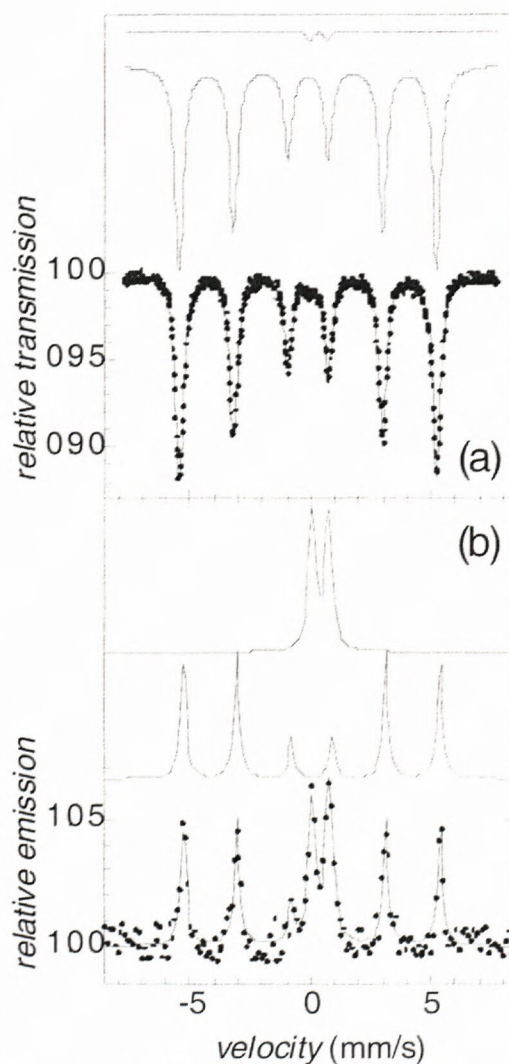 relative transmission
100
095
090
(a)
(b)
relative emission
105
100
-5
0
5
velocity (mm/s)